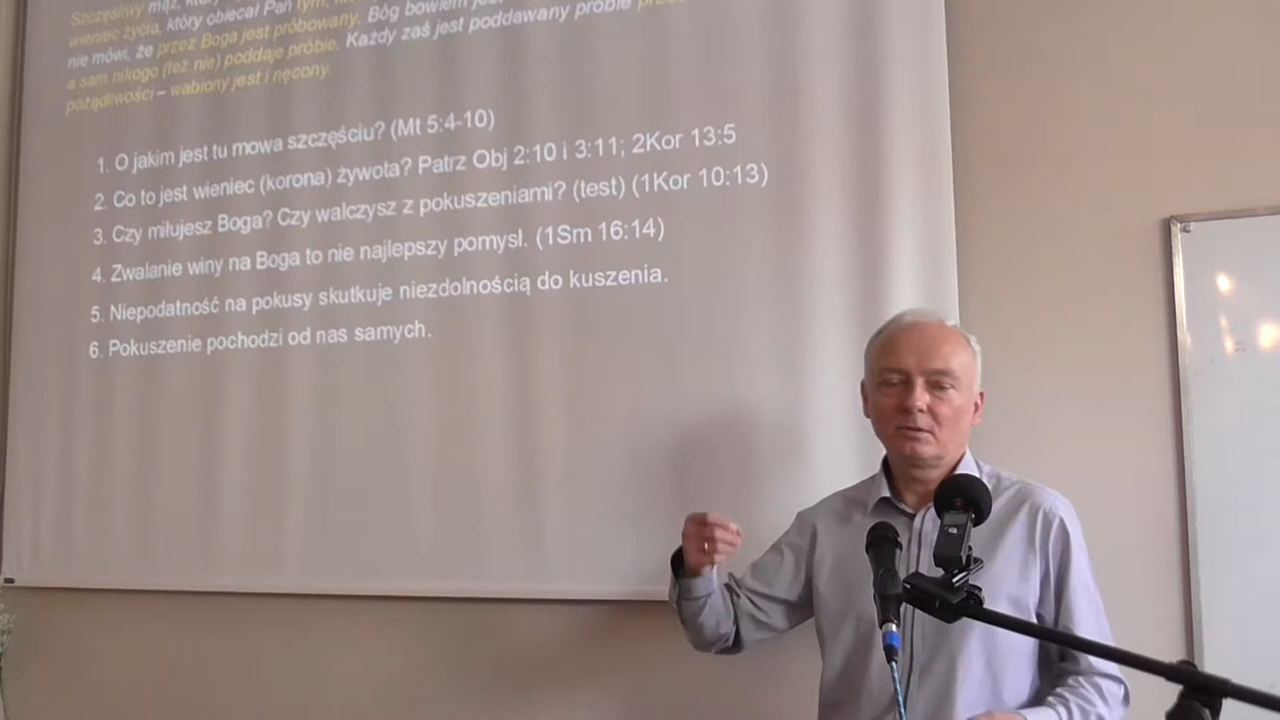 Szczęśliwy mąż,
wieniec życia, który obiecał Pan tym,
nie mówi, że przez Boga jest próbowany. Bóg bowiem
a sam nikogo (też nie) poddaje próbie. Każdy zaś jest poddawany próbie
pożądliwości – wabiony jest i nęcony.
1. O jakim jest tu mowa szczęściu? (Mt 5:4-10)
2. Co to jest wieniec (korona) żywota? Patrz Obj 2:10 i 3:11; 2Kor 13:5
3. Czy miłujesz Boga? Czy walczysz z pokuszeniami? (test) (1Kor 10:13)
4. Zwalanie winy na Boga to nie najlepszy pomysł. (1Sm 16:14)
5. Niepodatność na pokusy skutkuje niezdolnością do kuszenia.
6. Pokuszenie pochodzi od nas samych.